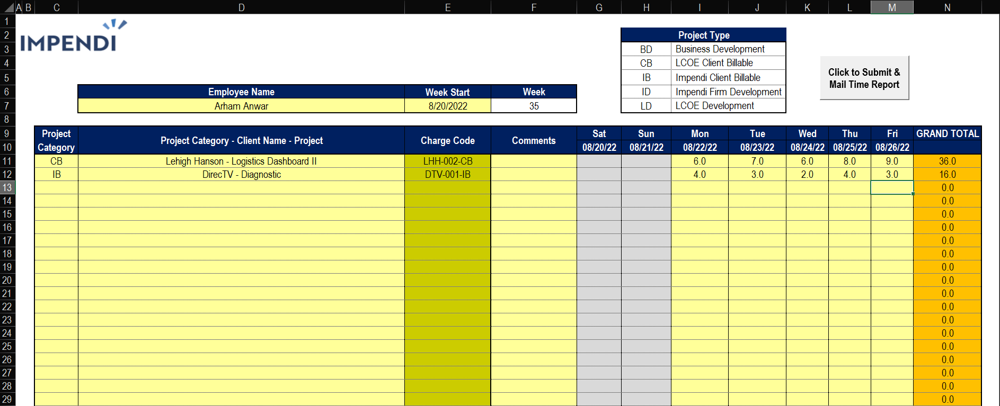 A B C D E F G H I J K L M N
1
2 IMPENDI Project Type
3 BD Business Development
4 CB LCOE Client Billable Click to Submit &
5 IB Impendi Client Billable Mail Time Report
6 Employee Name Week Start Week ID Impendi Firm Development
7 Arham Anwar 8/20/2022 35 LD LCOE Development
8
9 Project Category Project Category - Client Name - Project Charge Code Comments Sat Sun Mon Tue Wed Thu Fri GRAND TOTAL
10 08/20/22 08/21/22 08/22/22 08/23/22 08/24/22 08/25/22 08/26/22
11 CB Lehigh Hanson - Logistics Dashboard II LHH-002-CB 6.0 7.0 6.0 8.0 9.0 36.0
12 IB DirecTV - Diagnostic DTV-001-IB 4.0 3.0 2.0 4.0 3.0 16.0
13 0.0
14 0.0
15 0.0
16 0.0
17 0.0
18 0.0
19 0.0
20 0.0
21 0.0
22 0.0
23 0.0
24 0.0
25 0.0
26 0.0
27 0.0
28 0.0
29 0.0